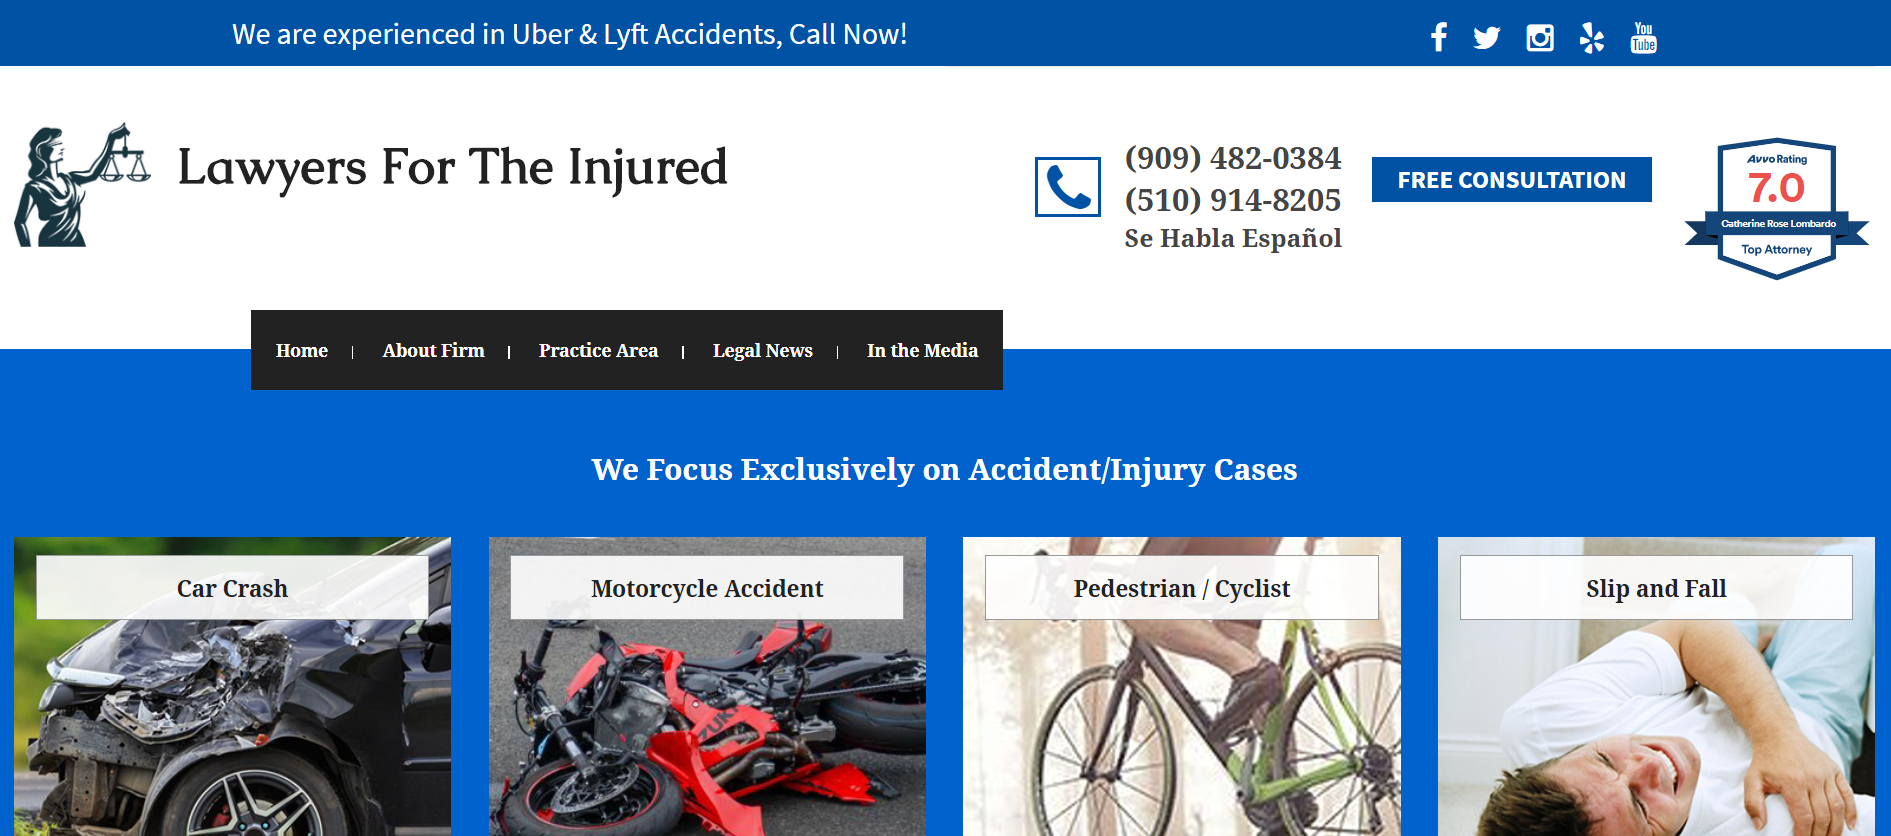 We are experienced in Uber & Lyft Accidents, Call Now!
You
Tube
Lawyers For The Injured
(909) 482-0384
(510) 914-8205
Se Habla Español
FREE CONSULTATION
Avvo Rating
7.0
Catherine Rose Lombardo
Top Attorney
Home | About Firm | Practice Area | Legal News | In the Media
We Focus Exclusively on Accident/Injury Cases
Car Crash
Motorcycle Accident
Pedestrian / Cyclist
Slip and Fall